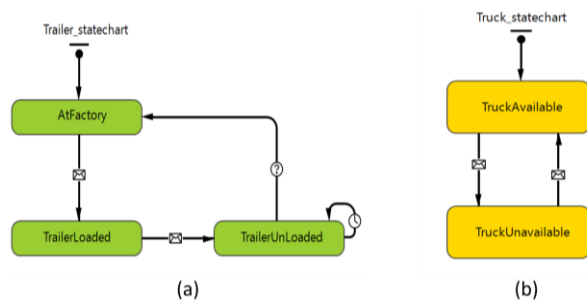 Trailer_statechart
AtFactory
?
TrailerLoaded
TrailerUnLoaded
(a)
Truck_statechart
TruckAvailable
TruckUnavailable
(b)